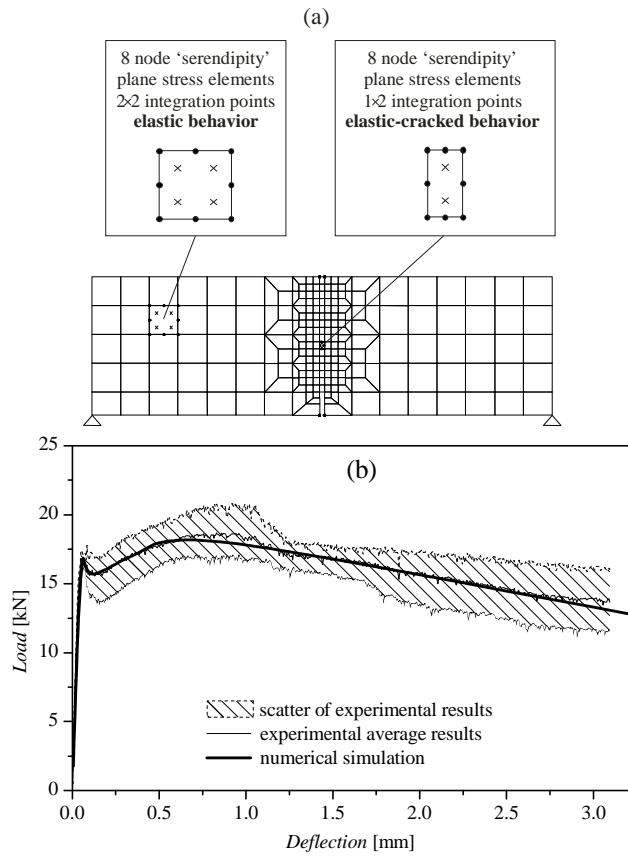 (a)
8 node ‘serendipity’
plane stress elements
2×2 integration points
elastic behavior
8 node ‘serendipity’
plane stress elements
1×2 integration points
elastic-cracked behavior
(b)
25
20
15
10
5
0
Load [kN]
scatter of experimental results
experimental average results
numerical simulation
0.0 0.5 1.0 1.5 2.0 2.5 3.0
Deflection [mm]